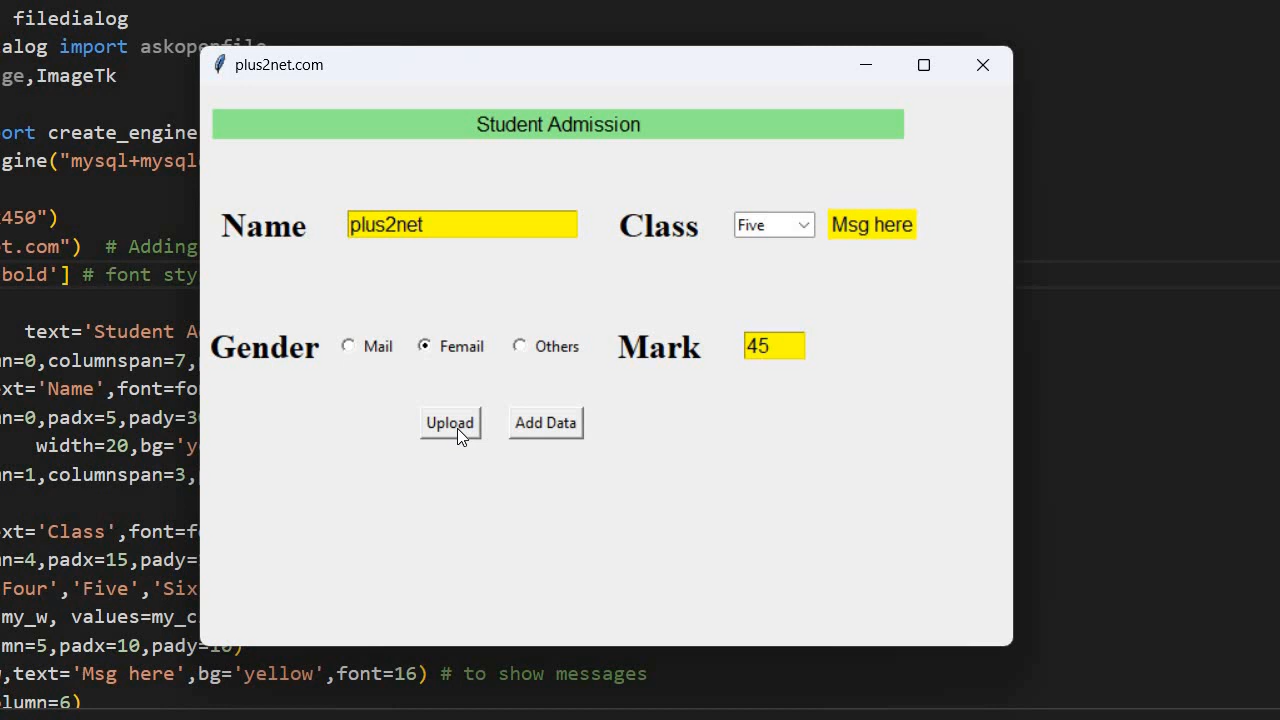 filedialog
alog import askopenfile
ge,ImageTk
plus2net.com
Student Admission
ort create_engine
gine("mysql+mysql
450")
Name plus2net Class Five Msg here
t.com") # Adding
bold'] # font sty
text='Student A
n=0,columnspan=7,
Gender Mail Femail Others Mark 45
xt='Name',font=fo
n=0,padx=5,pady=3
Upload Add Data
width=20,bg='y
n=1,columnspan=3,
xt='Class',font=f
n=4,padx=15,pady=
Four','Five','Six
my_w, values=my_c
mn=5,padx=10,pady=10)
,text='Msg here',bg='yellow',font=16) # to show messages
lumn=6)